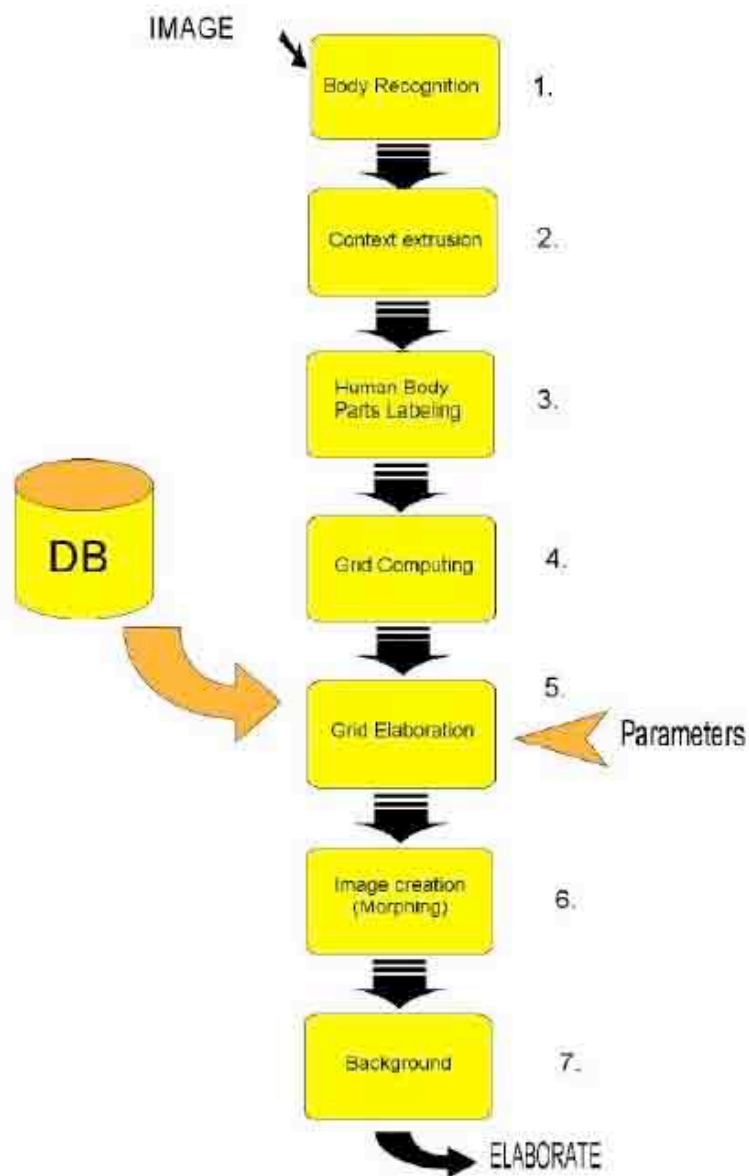 IMAGE
Body Recognition
1.
Context extrusion
2.
Human Body
Parts Labeling
3.
DB
Grid Computing
4.
5.
Grid Elaboration
Parameters
Image creation
(Morphing)
6.
Background
7.
ELABORATE